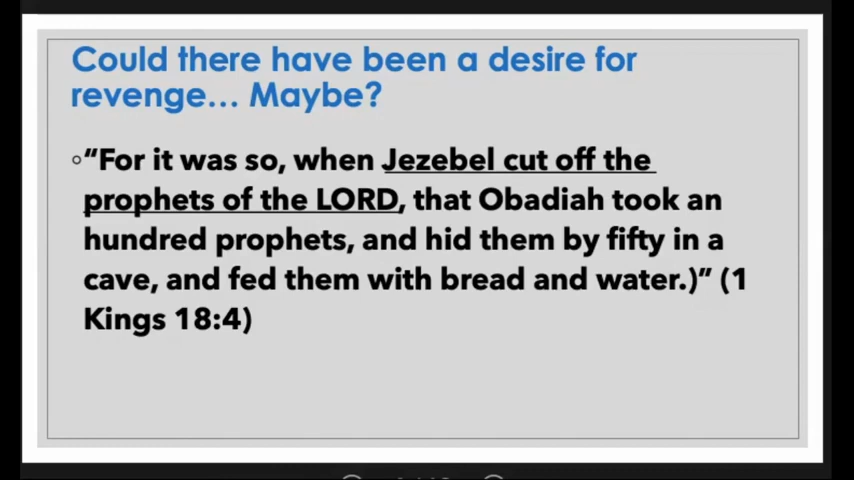 Could there have been a desire for
revenge... Maybe?
“For it was so, when Jezebel cut off the
prophets of the LORD, that Obadiah took an
hundred prophets, and hid them by fifty in a
cave, and fed them with bread and water.)” (1
Kings 18:4)